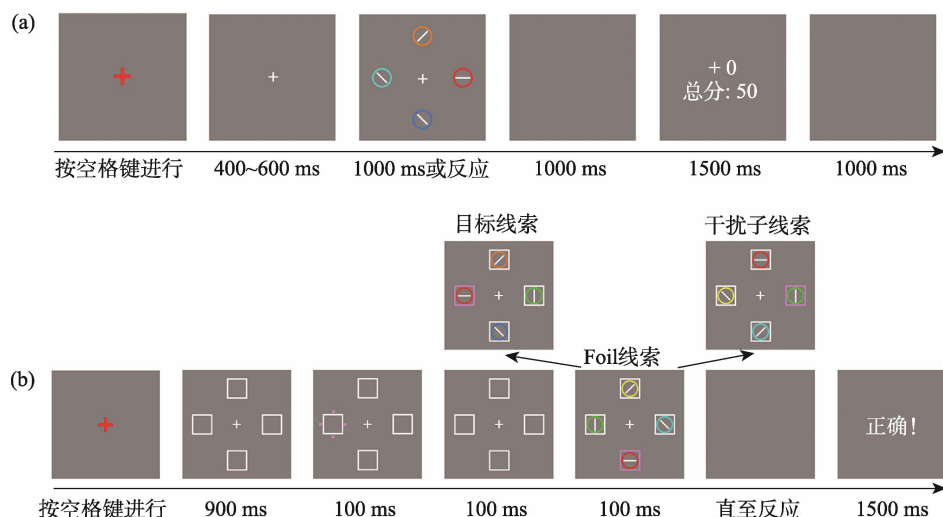 (a)
+ 0
总分: 50
按空格键进行
400~600 ms
1000 ms或反应
1000 ms
1500 ms
1000 ms
目标线索
干扰子线索
Foil线索
(b)
正确!
按空格键进行
900 ms
100 ms
100 ms
100 ms
直至反应
1500 ms